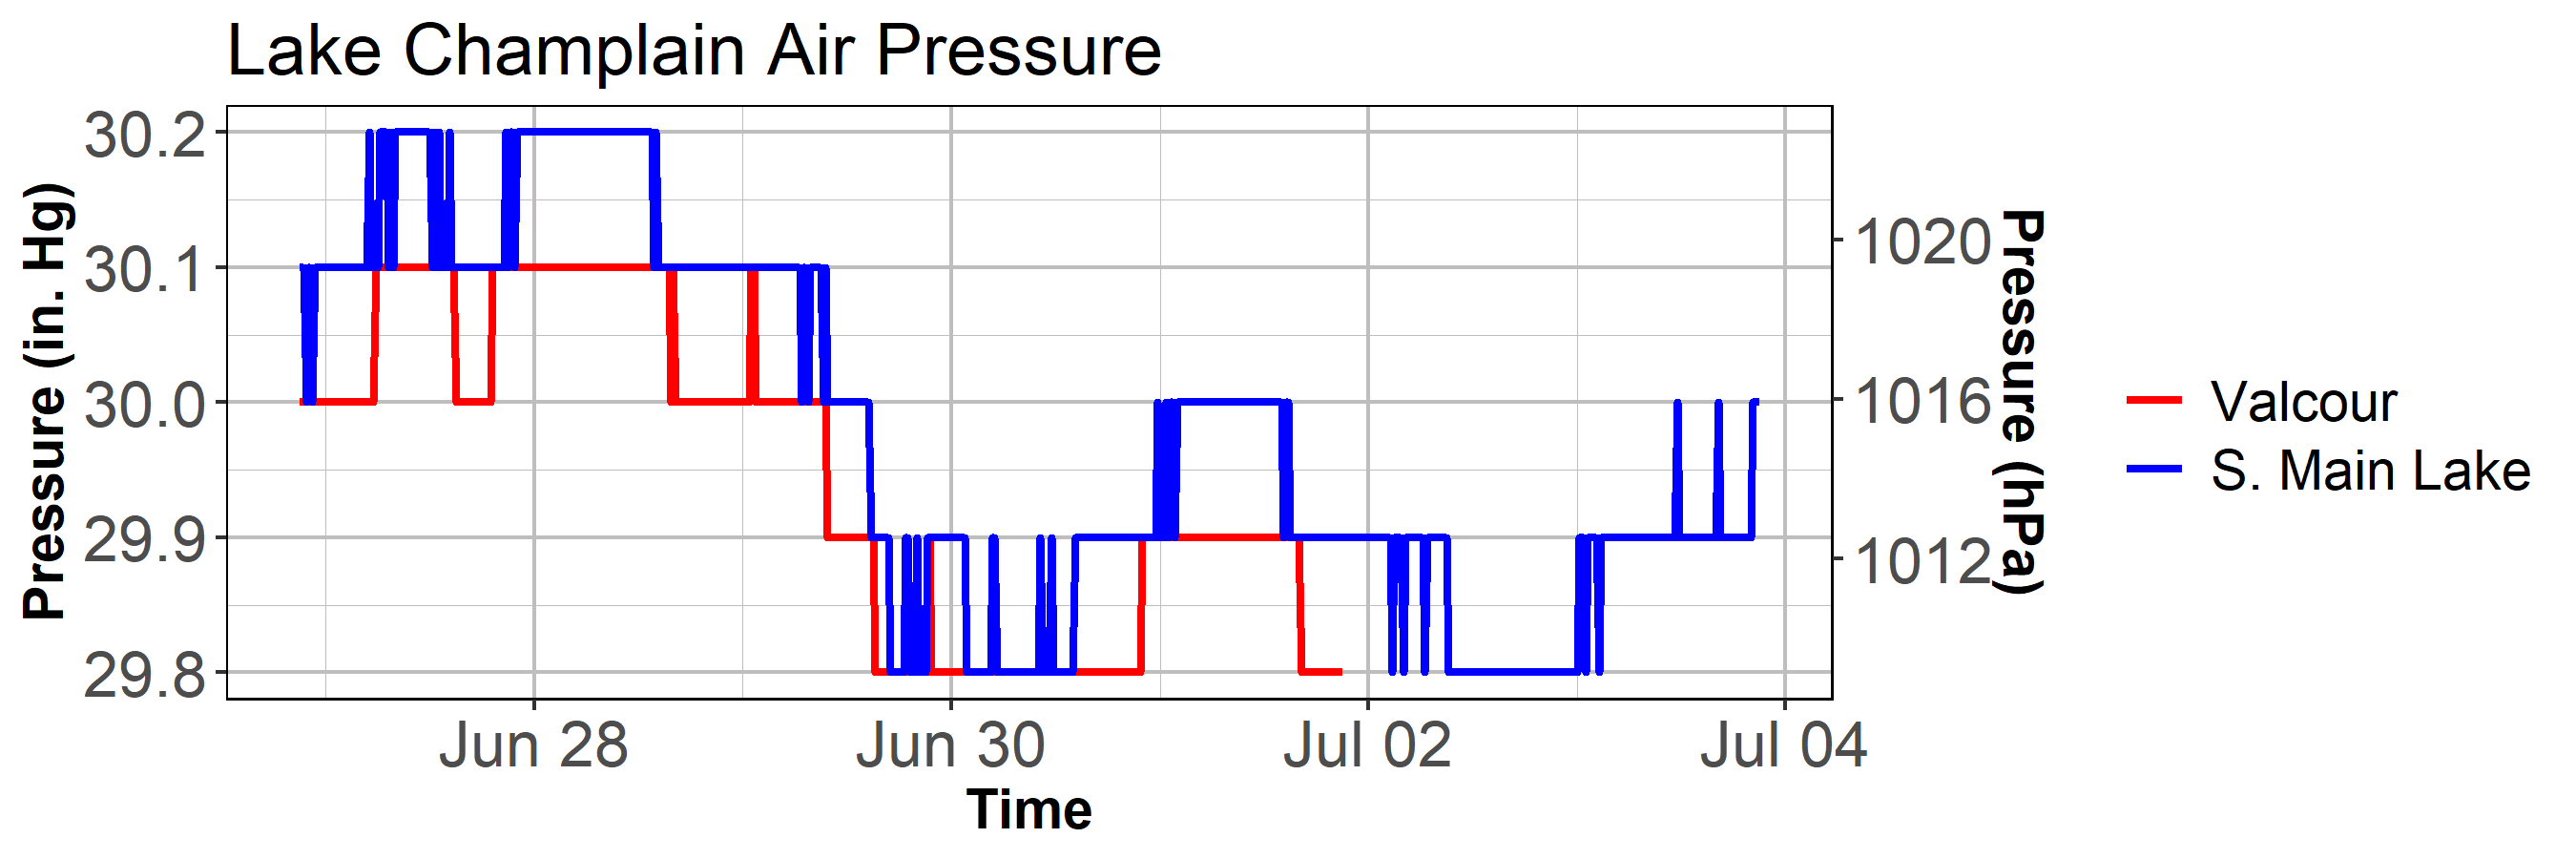 Lake Champlain Air Pressure
Pressure (in. Hg)
30.2
30.1
30.0
29.9
29.8
1020
1016
1012
Pressure (hPa)
Jun 28
Jun 30
Jul 02
Jul 04
Time
Valcour
S. Main Lake